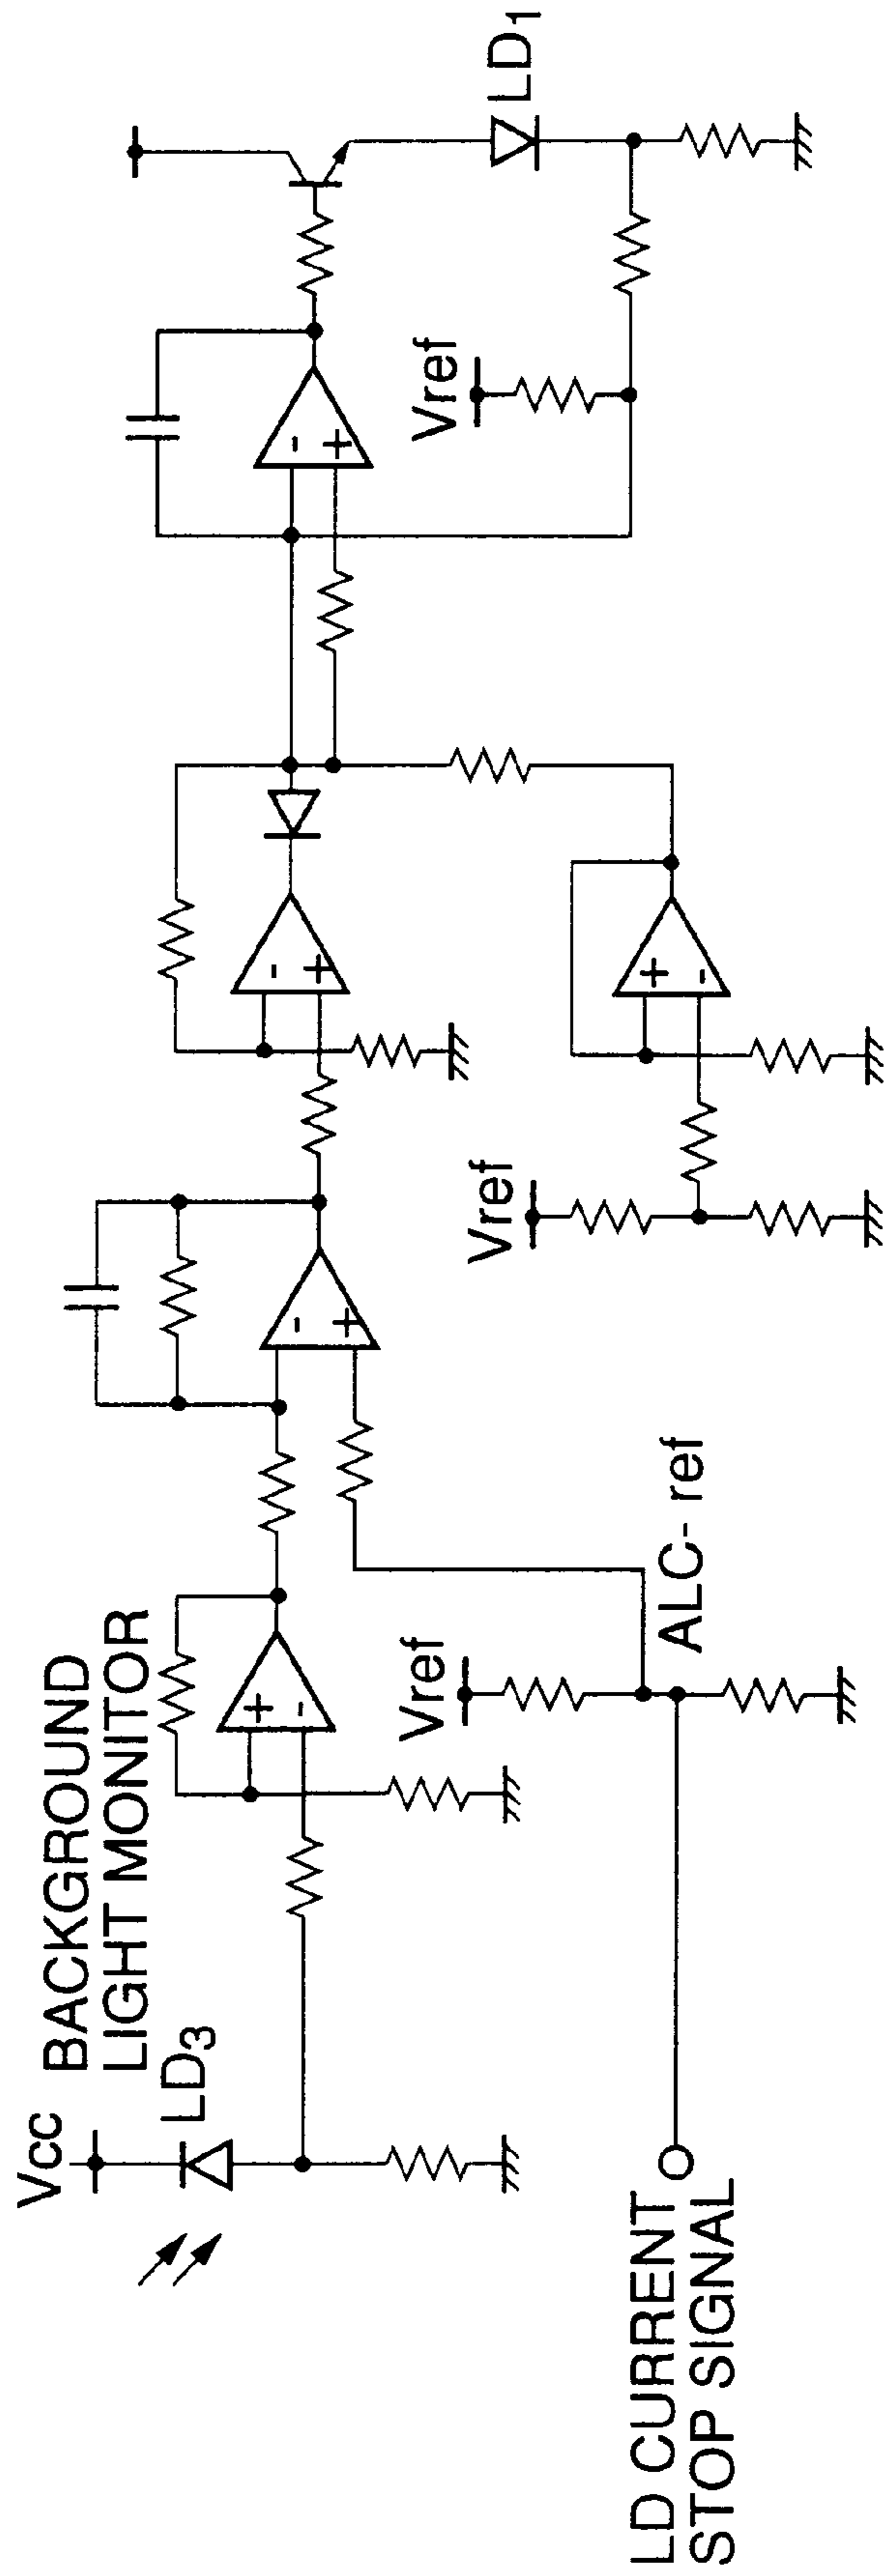 Vcc
BACKGROUND
LIGHT MONITOR
LD3
LD CURRENT
STOP SIGNAL
+
-
Vref
ALC- ref
-
+
Vref
-
+
+
-
-
+
Vref
LD1